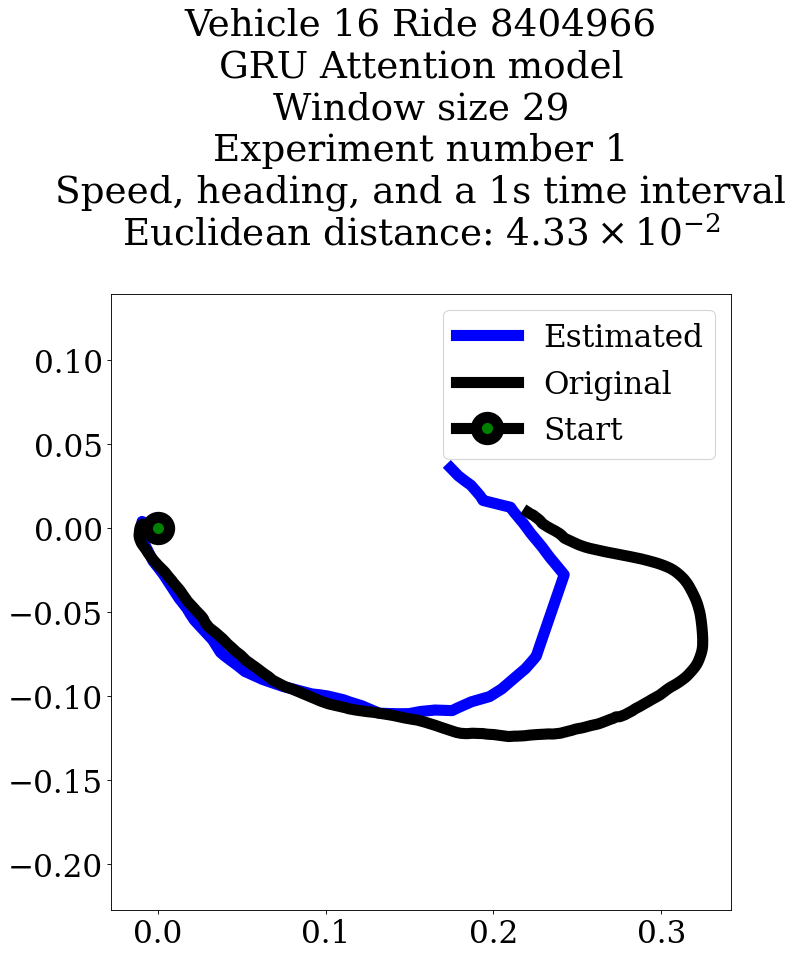 Vehicle 16 Ride 8404966
GRU Attention model
Window size 29
Experiment number 1
Speed, heading, and a 1s time interval
Euclidean distance: 4.33 × 10⁻²
Estimated
Original
Start
0.10
0.05
0.00
−0.05
−0.10
−0.15
−0.20
0.0 0.1 0.2 0.3